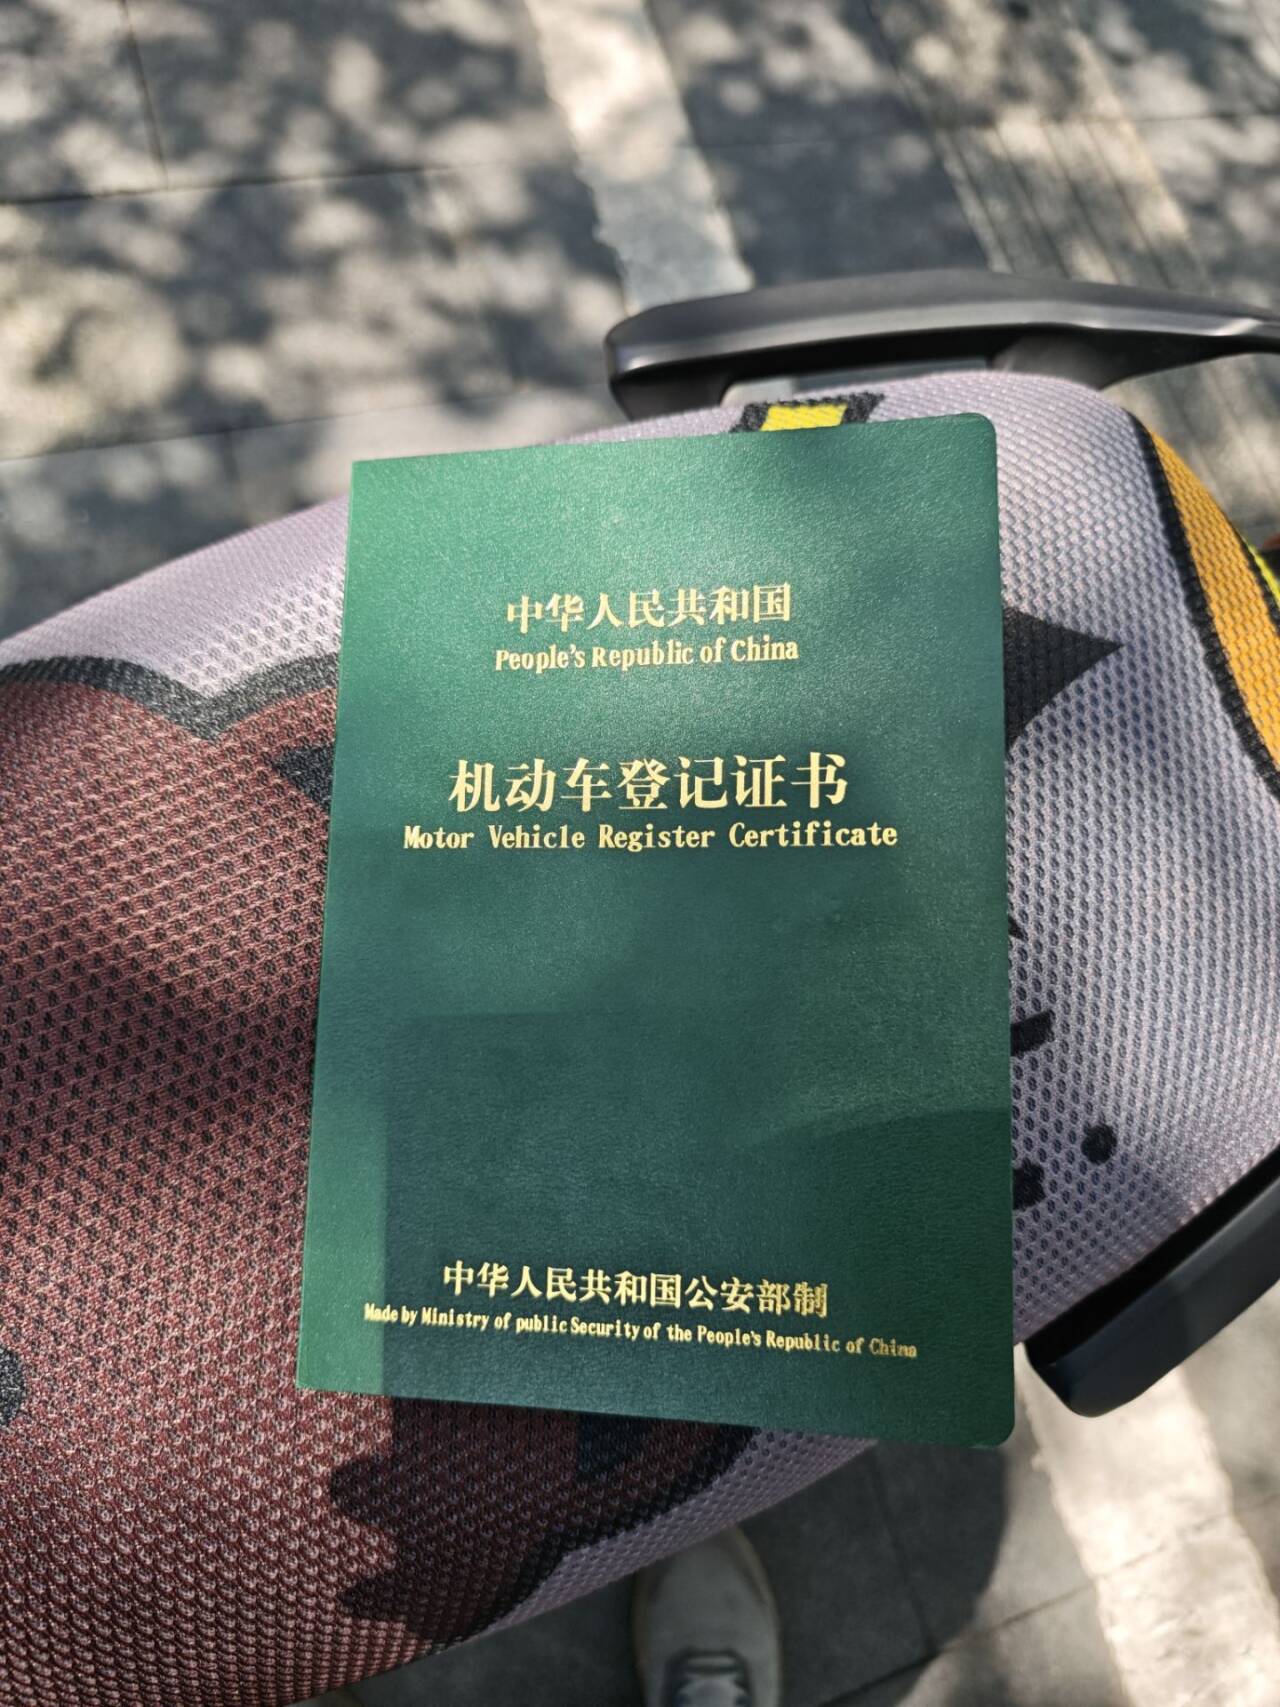 中华人民共和国
People's Republic of China
机动车登记证书
Motor Vehicle Register Certificate
中华人民共和国公安部制
Made by Ministry of public Security of the People's Republic of China